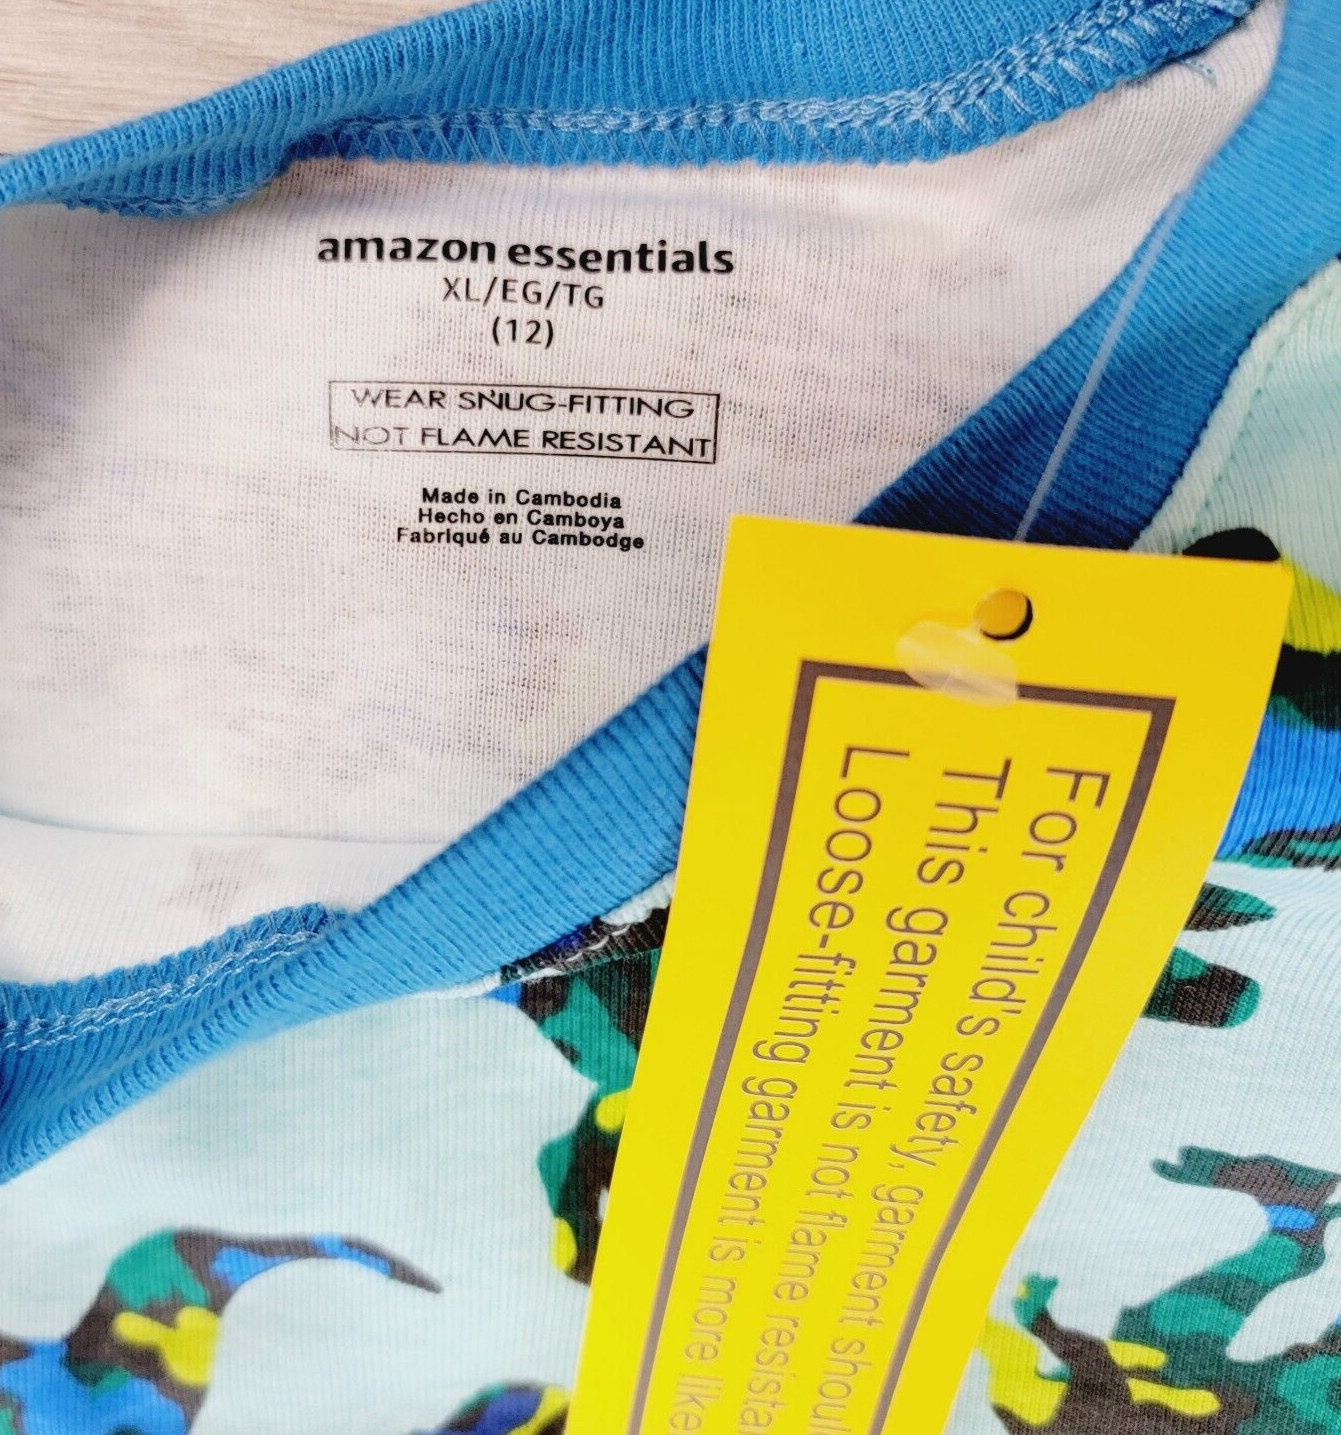 amazon essentials
XL/EG/TG
(12)
WEAR SNUG-FITTING
NOT FLAME RESISTANT
Made in Cambodia
Hecho en Camboya
Fabriqué au Cambodge
For child's safety, garment
This garment is not flame
Loose-fitting garment is more